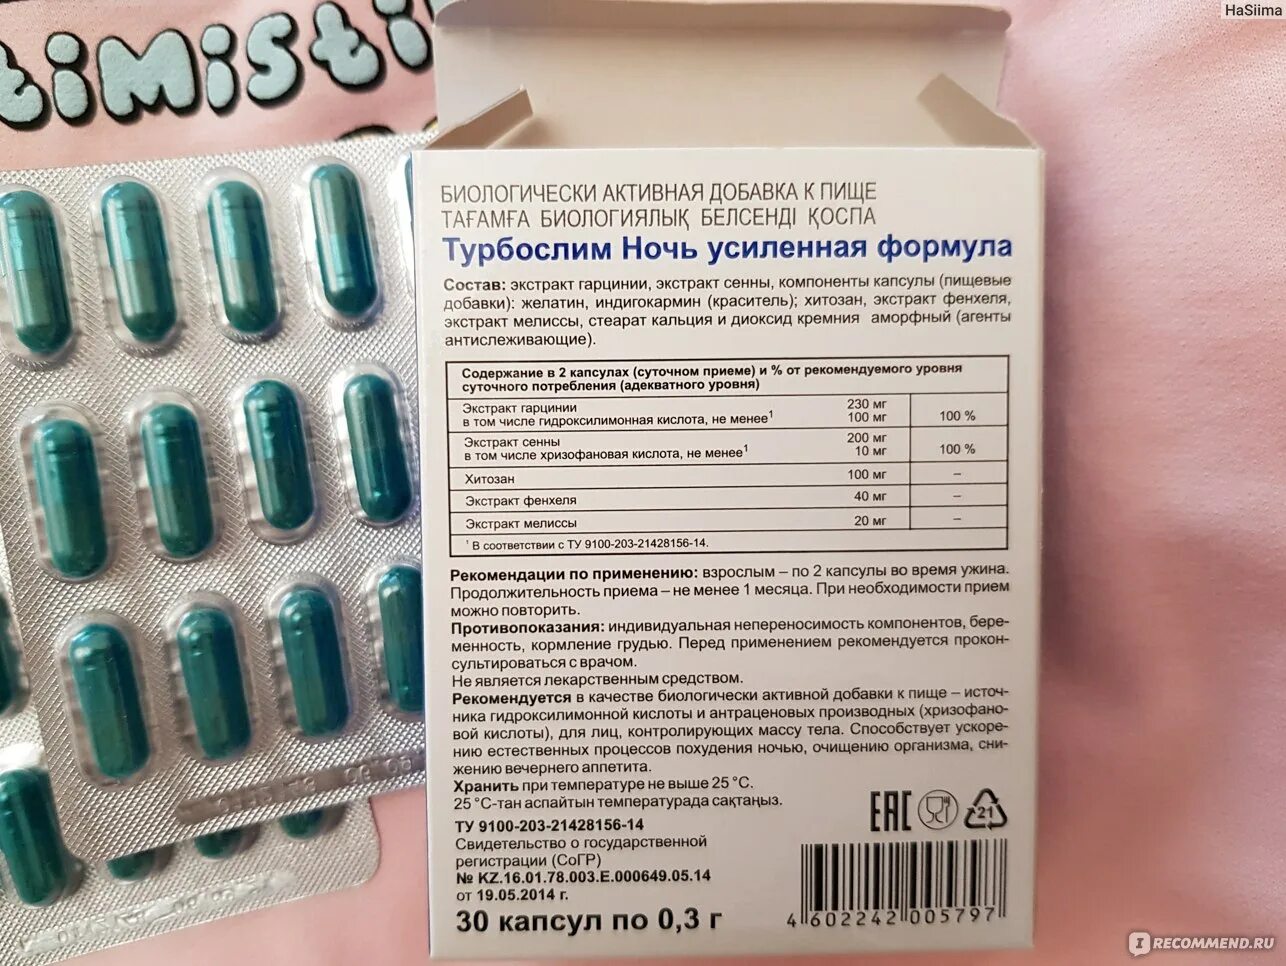 HaSiima
timisti
БИОЛОГИЧЕСКИ АКТИВНАЯ ДОБАВКА К ПИЩЕ
ТАҒАМҒА БИОЛОГИЯЛЫҚ БЕЛСЕНДІ ҚОСПА
Турбослим Ночь усиленная формула
Состав: экстракт гарцинии, экстракт сенны, компоненты капсулы (пищевые
добавки): желатин, индигокармин (краситель); хитозан, экстракт фенхеля,
экстракт мелиссы, стеарат кальция и диоксид кремния аморфный (агенты
антислеживающие).
Содержание в 2 капсулах (суточном приеме) и % от рекомендуемого уровня
суточного потребления (адекватного уровня)
Экстракт гарцинии 230 мг
в том числе гидроксилимонная кислота, не менее¹ 100 мг 100 %
Экстракт сенны 200 мг
в том числе хризофановая кислота, не менее¹ 10 мг 100 %
Хитозан 100 мг –
Экстракт фенхеля 40 мг –
Экстракт мелиссы 20 мг –
¹ В соответствии с ТУ 9100-203-21428156-14.
Рекомендации по применению: взрослым – по 2 капсулы во время ужина.
Продолжительность приема – не менее 1 месяца. При необходимости прием
можно повторить.
Противопоказания: индивидуальная непереносимость компонентов, бере-
менность, кормление грудью. Перед применением рекомендуется прокон-
сультироваться с врачом.
Не является лекарственным средством.
Рекомендуется в качестве биологически активной добавки к пище – источ-
ника гидроксилимонной кислоты и антраценовых производных (хризофано-
вой кислоты), для лиц, контролирующих массу тела. Способствует ускоре-
нию естественных процессов похудения ночью, очищению организма, сни-
жению вечернего аппетита.
Хранить при температуре не выше 25 °С.
25 °С-тан аспайтын температурада сақтаңыз.
ТУ 9100-203-21428156-14
Свидетельство о государственной
регистрации (СоГР)
№ KZ.16.01.78.003.E.000649.05.14
от 19.05.2014 г.
30 капсул по 0,3 г
EAC
21
4 602242 005797
RECOMMEND.RU